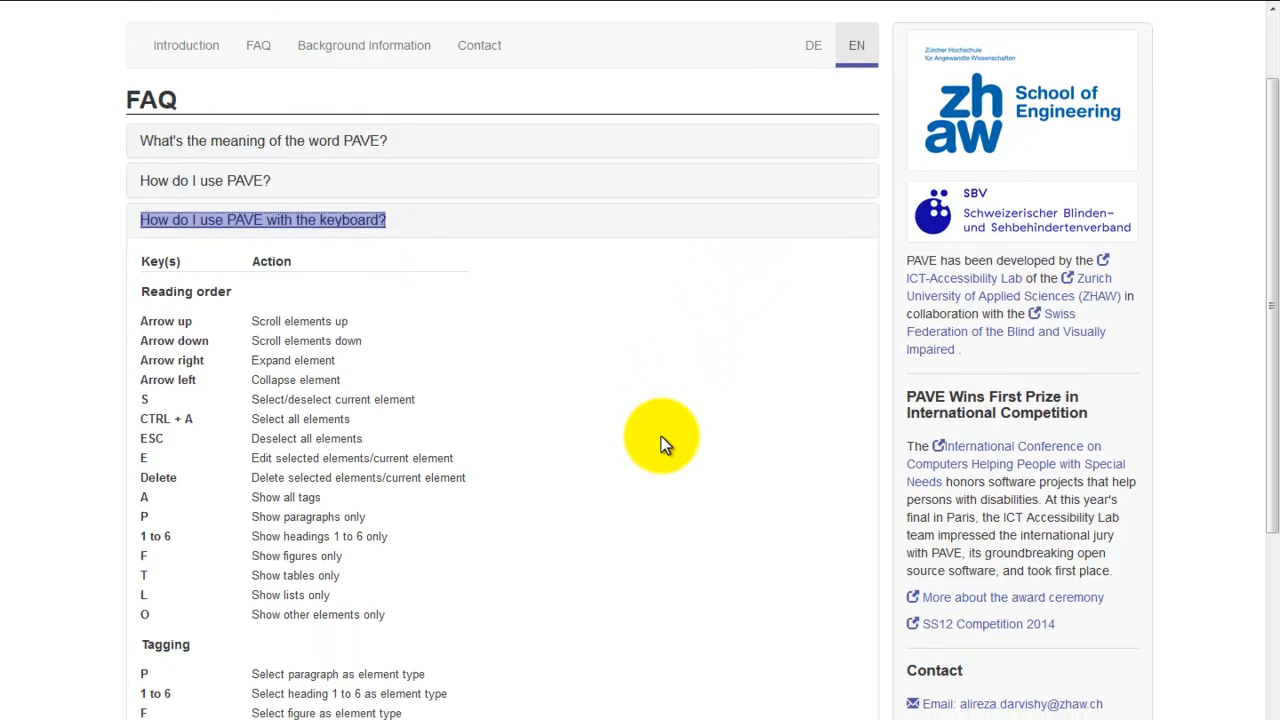 Introduction FAQ Background Information Contact DE EN
FAQ
What's the meaning of the word PAVE?
How do I use PAVE?
How do I use PAVE with the keyboard?
Key(s) Action
Reading order
Arrow up Scroll elements up
Arrow down Scroll elements down
Arrow right Expand element
Arrow left Collapse element
S Select/deselect current element
CTRL + A Select all elements
ESC Deselect all elements
E Edit selected elements/current element
Delete Delete selected elements/current element
A Show all tags
P Show paragraphs only
1 to 6 Show headings 1 to 6 only
F Show figures only
T Show tables only
L Show lists only
O Show other elements only
Tagging
P Select paragraph as element type
1 to 6 Select heading 1 to 6 as element type
F Select figure as element type
Zürcher Hochschule
für Angewandte Wissenschaften
zh
aw
School of
Engineering
SBV
Schweizerischer Blinden-
und Sehbehindertenverband
PAVE has been developed by the
ICT-Accessibility Lab of the Zurich
University of Applied Sciences (ZHAW) in
collaboration with the Swiss
Federation of the Blind and Visually
Impaired .
PAVE Wins First Prize in
International Competition
The International Conference on
Computers Helping People with Special
Needs honors software projects that help
persons with disabilities. At this year's
final in Paris, the ICT Accessibility Lab
team impressed the international jury
with PAVE, its groundbreaking open
source software, and took first place.
More about the award ceremony
SS12 Competition 2014
Contact
Email: alireza.darvishy@zhaw.ch